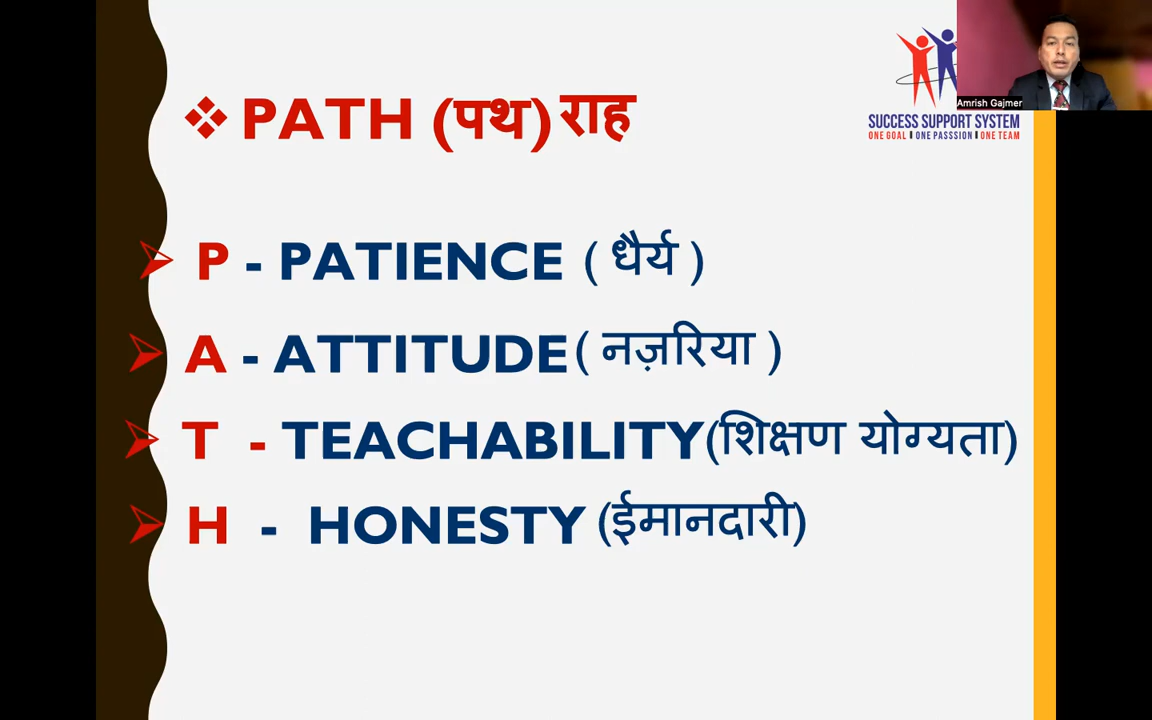 PATH (पथ) राह
SUCCESS SUPPORT SYSTEM
ONE GOAL I ONE PASSSION I ONE TEAM
Amrish Gajmer
P - PATIENCE ( धैर्य )
A - ATTITUDE ( नज़रिया )
T - TEACHABILITY (शिक्षण योग्यता)
H - HONESTY (ईमानदारी)